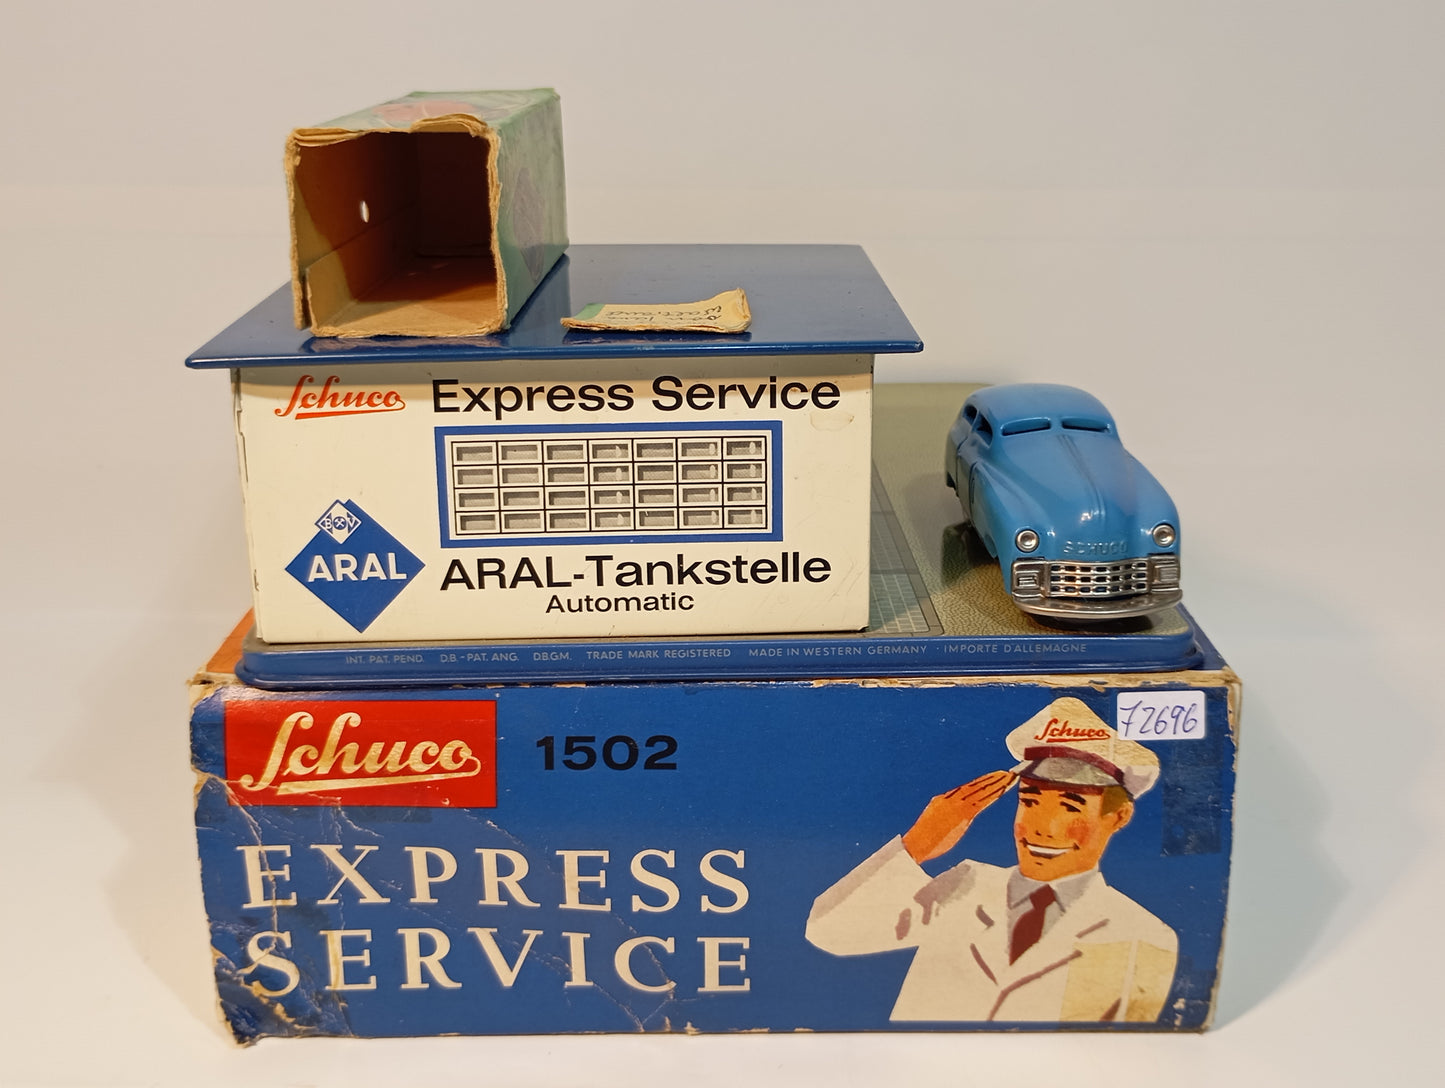 Schuco Express Service
B V
ARAL
ARAL-Tankstelle
Automatic
INT. PAT. PEND. D.B.-PAT. ANG. DBGM. TRADE MARK REGISTERED MADE IN WESTERN GERMANY · IMPORTE D'ALLEMAGNE
SCHUCO
Schuco 1502
EXPRESS
SERVICE
Schuco
72696